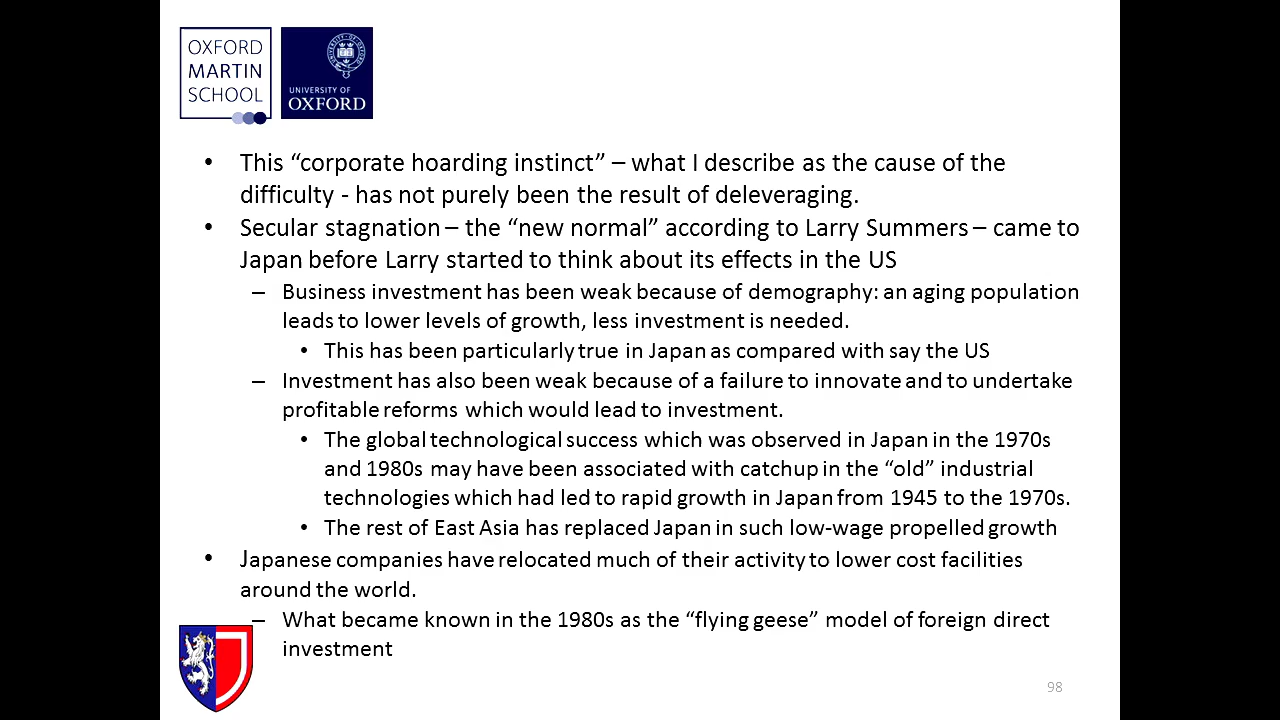 OXFORD
MARTIN
SCHOOL
UNIVERSITY OF
OXFORD
• This “corporate hoarding instinct” – what I describe as the cause of the
difficulty - has not purely been the result of deleveraging.
• Secular stagnation – the “new normal” according to Larry Summers – came to
Japan before Larry started to think about its effects in the US
– Business investment has been weak because of demography: an aging population
leads to lower levels of growth, less investment is needed.
• This has been particularly true in Japan as compared with say the US
– Investment has also been weak because of a failure to innovate and to undertake
profitable reforms which would lead to investment.
• The global technological success which was observed in Japan in the 1970s
and 1980s may have been associated with catchup in the “old” industrial
technologies which had led to rapid growth in Japan from 1945 to the 1970s.
• The rest of East Asia has replaced Japan in such low-wage propelled growth
• Japanese companies have relocated much of their activity to lower cost facilities
around the world.
– What became known in the 1980s as the “flying geese” model of foreign direct
investment
98